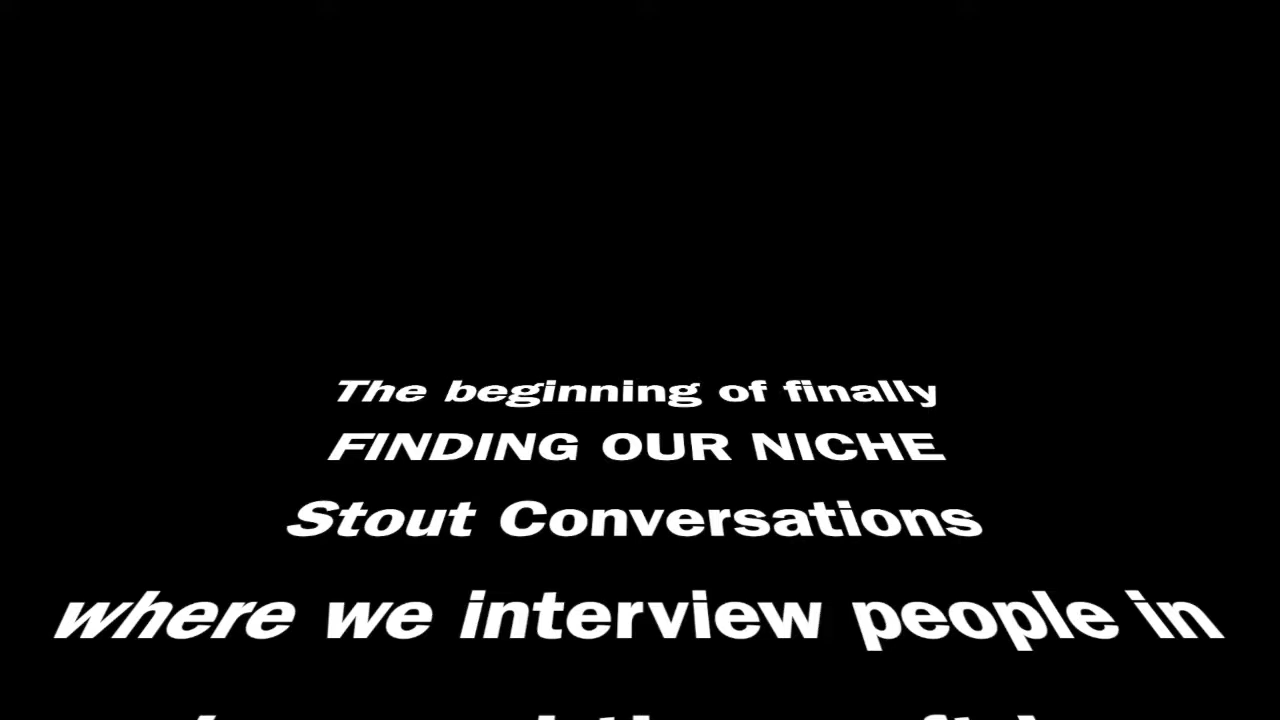 The beginning of finally
FINDING OUR NICHE
Stout Conversations
where we interview people in